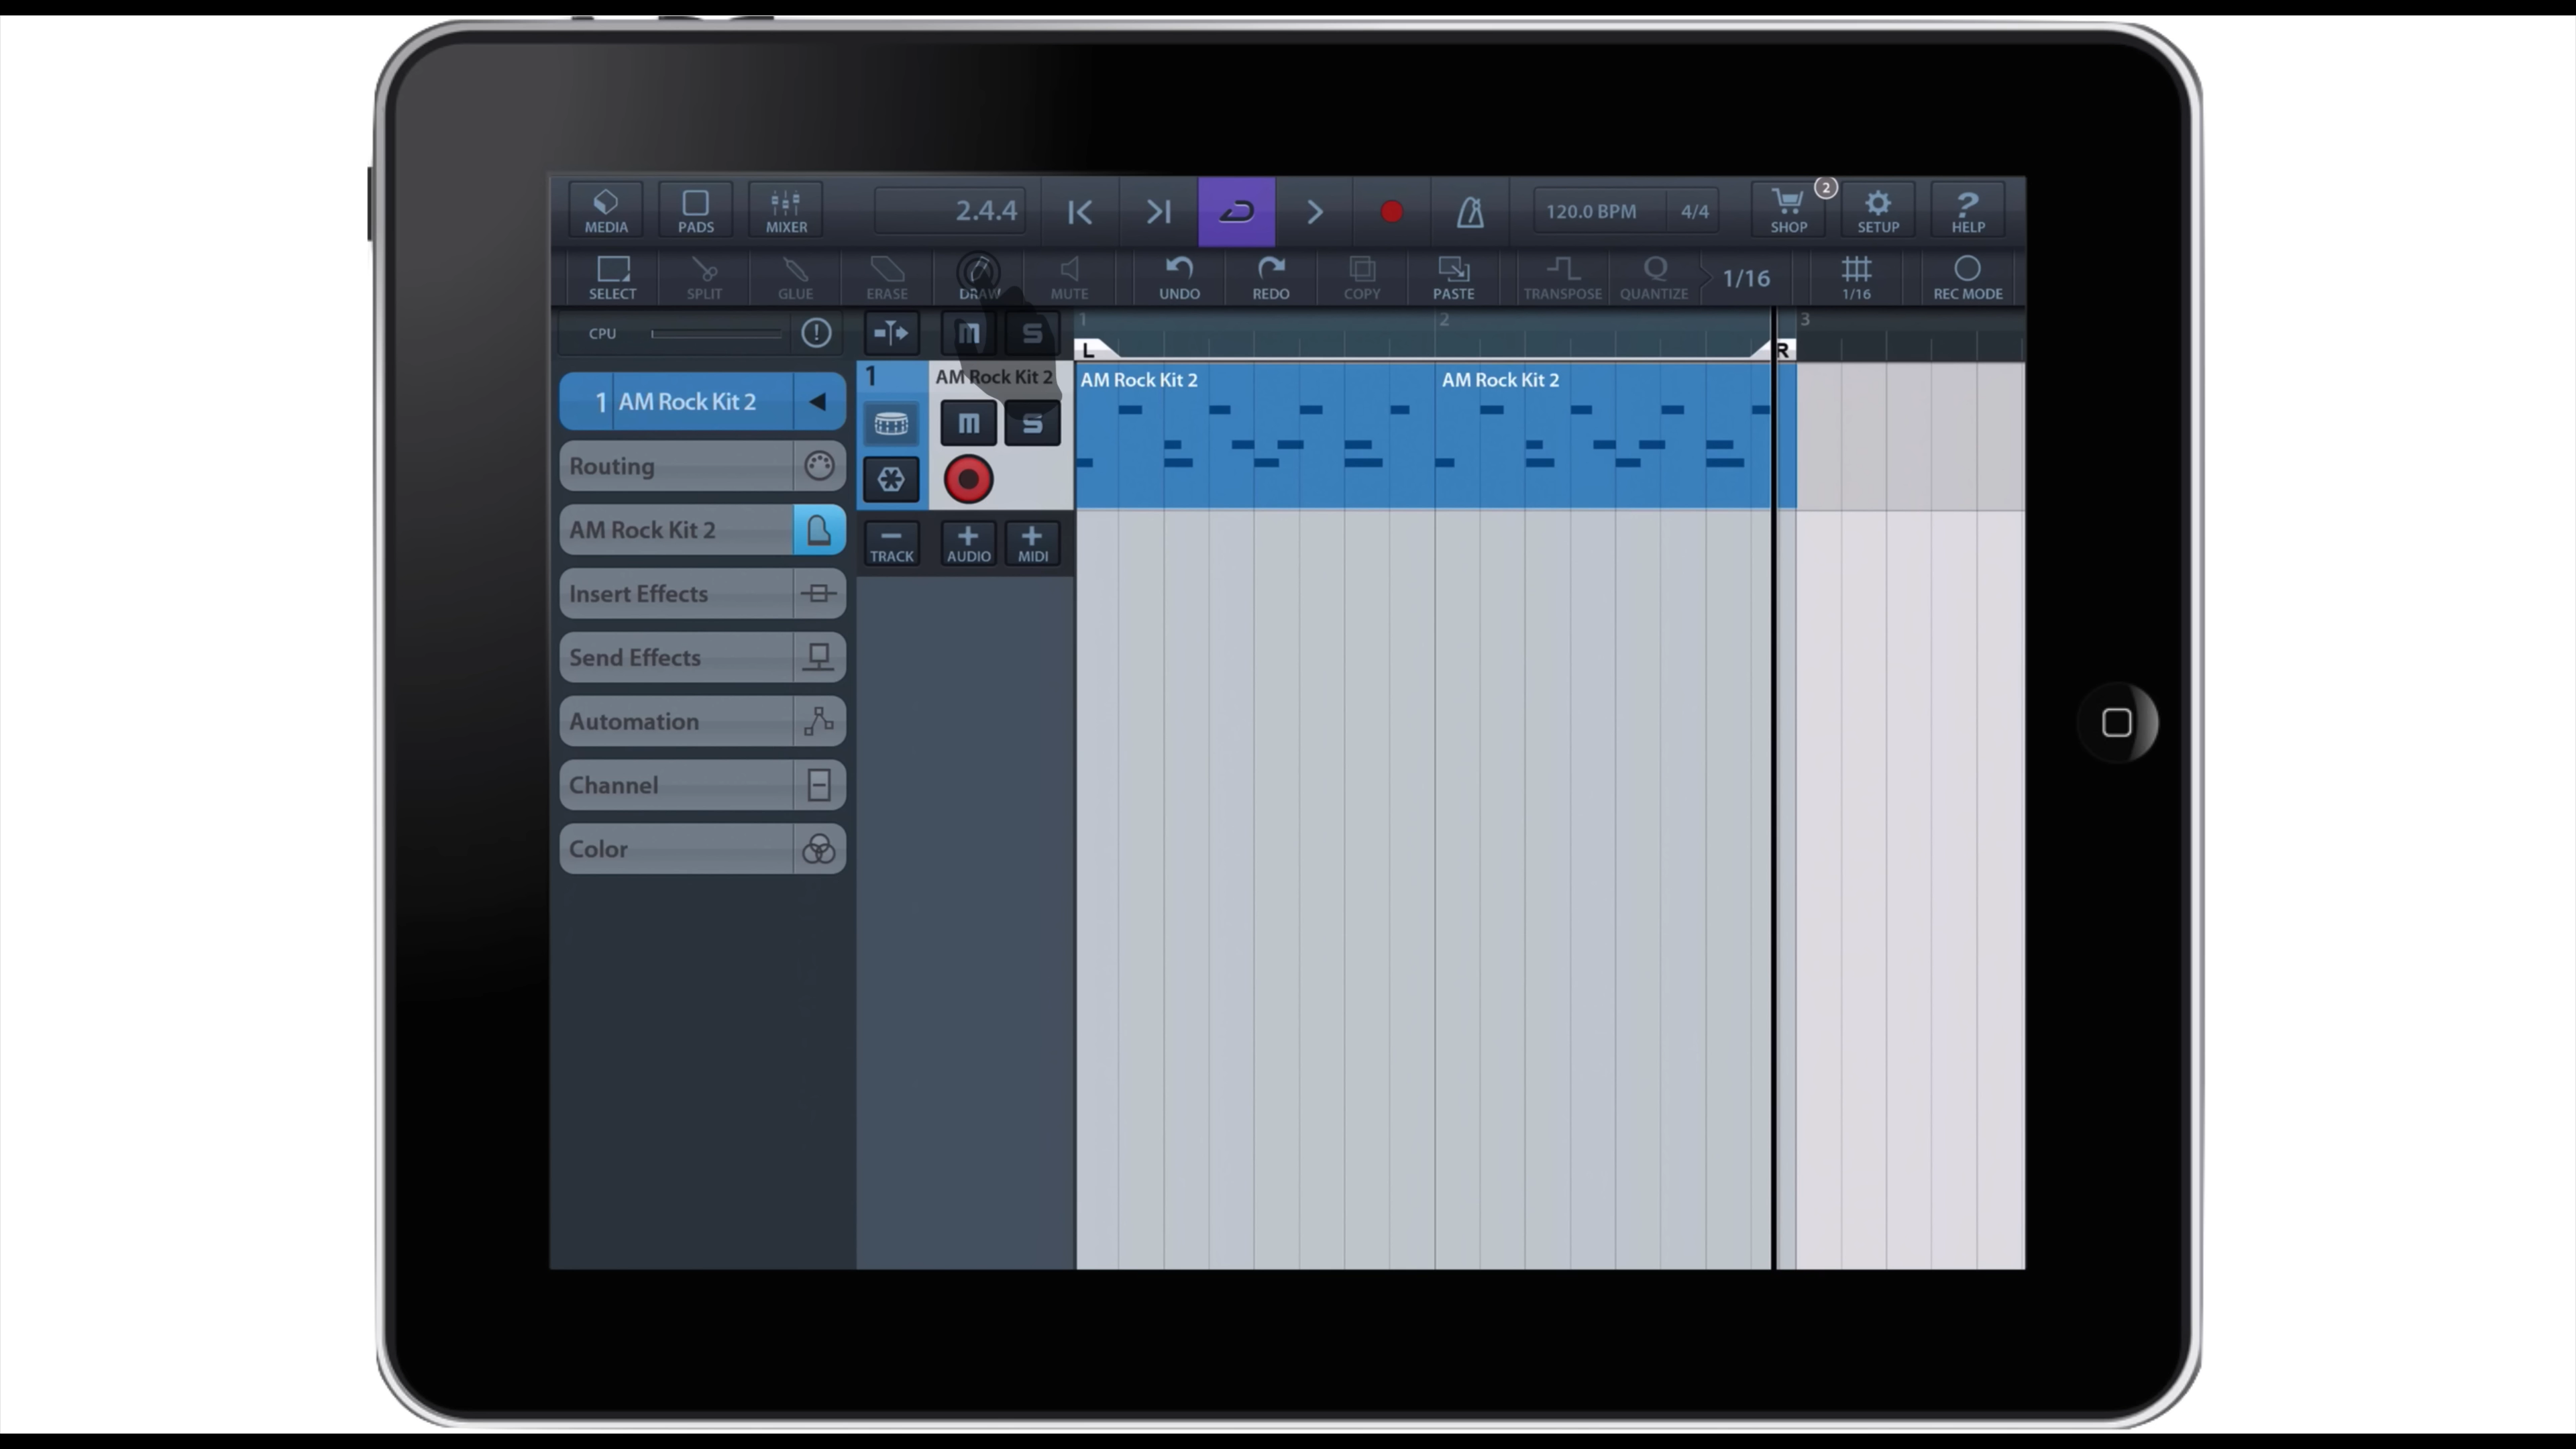 MEDIA PADS MIXER 2.4.4 120.0 BPM 4/4 SHOP 2 SETUP HELP
SELECT SPLIT GLUE ERASE DRAW MUTE UNDO REDO COPY PASTE TRANSPOSE QUANTIZE 1/16 1/16 REC MODE
CPU m S 1 2 3
L R
1 AM Rock Kit 2
1 AM Rock Kit 2
m S
AM Rock Kit 2 AM Rock Kit 2
Routing
AM Rock Kit 2
TRACK AUDIO MIDI
Insert Effects
Send Effects
Automation
Channel
Color